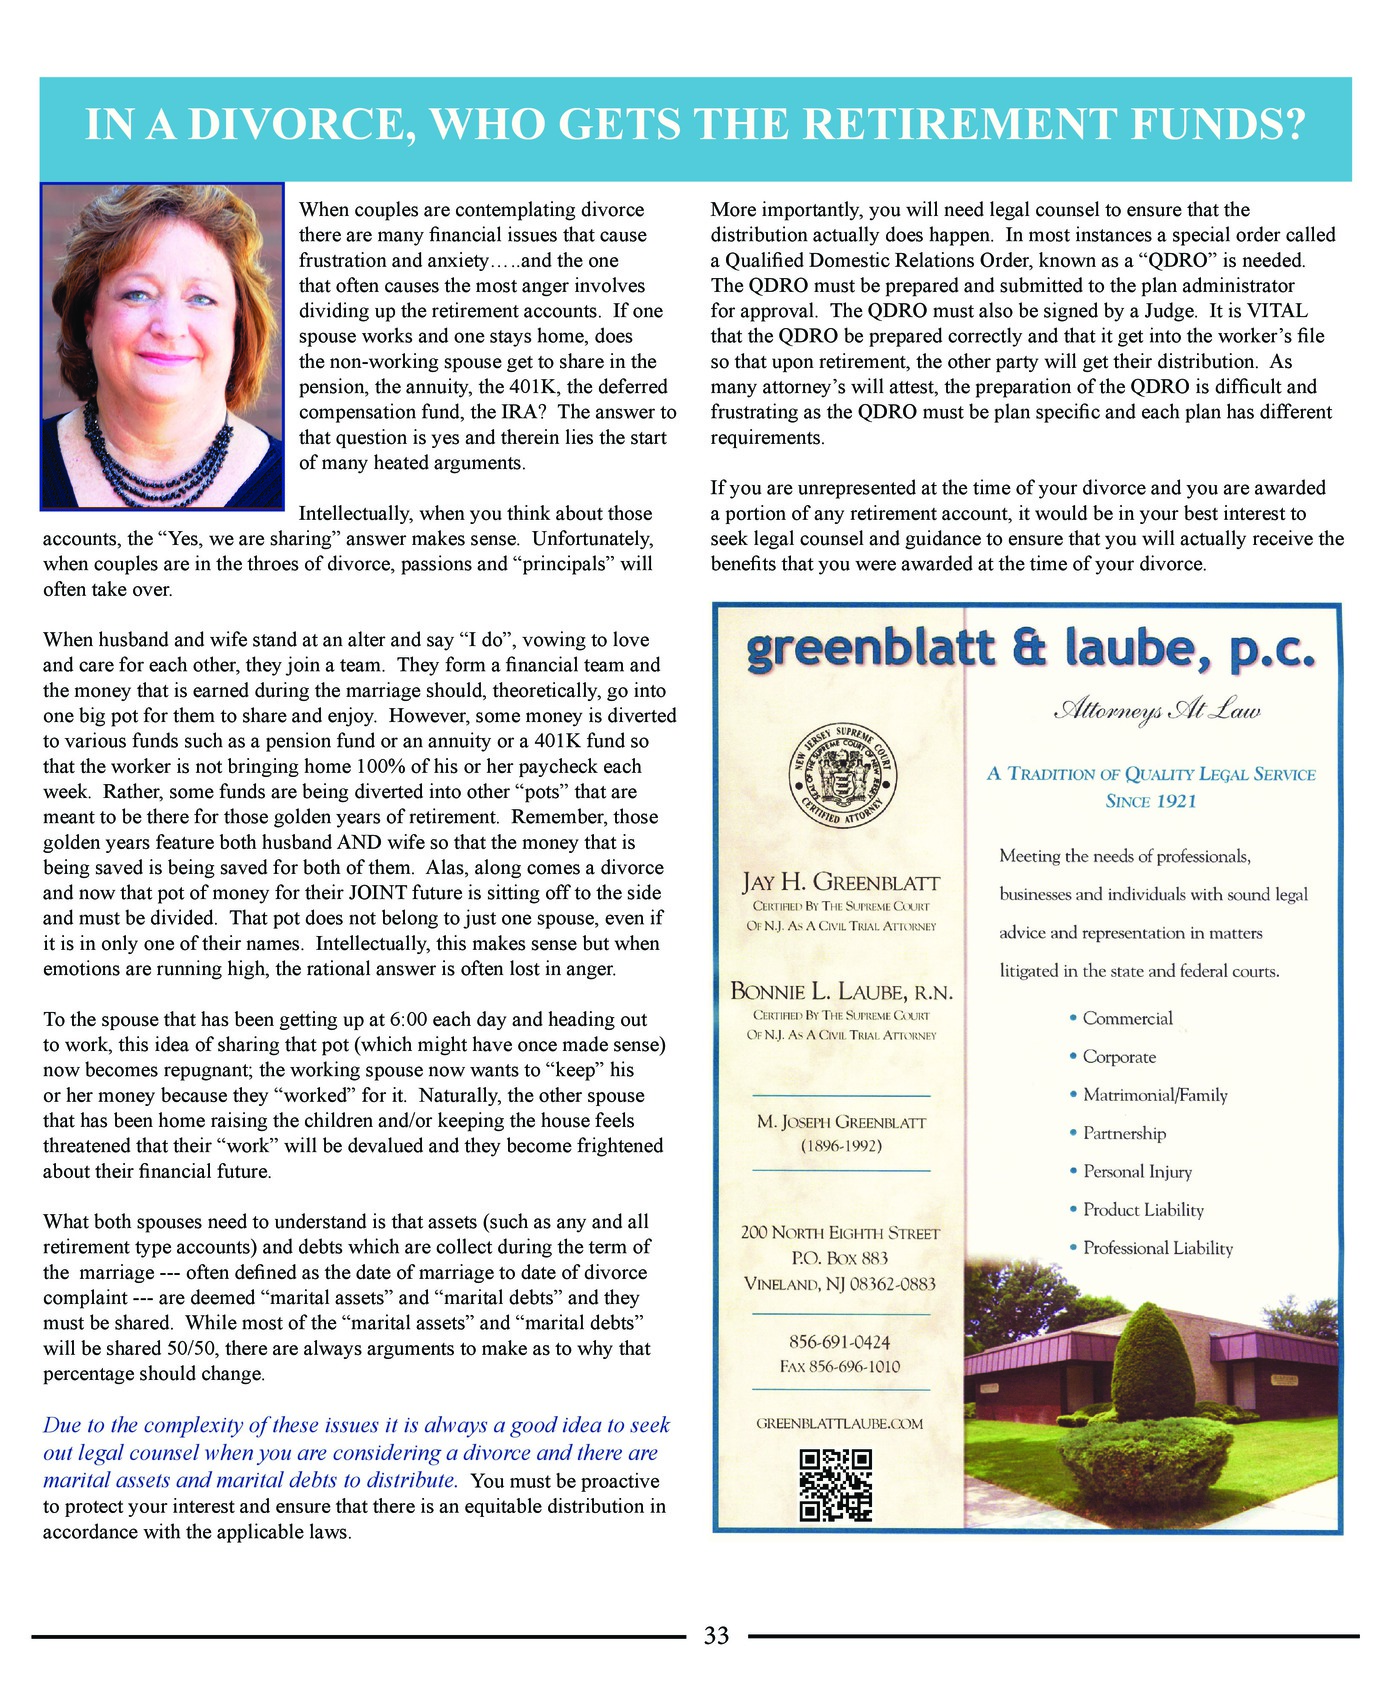 IN A DIVORCE, WHO GETS THE RETIREMENT FUNDS?
When couples are contemplating divorce
there are many financial issues that cause
frustration and anxiety…..and the one
that often causes the most anger involves
dividing up the retirement accounts.  If one
spouse works and one stays home, does
the non-working spouse get to share in the
pension, the annuity, the 401K, the deferred
compensation fund, the IRA?  The answer to
that question is yes and therein lies the start
of many heated arguments.
Intellectually, when you think about those
accounts, the “Yes, we are sharing” answer makes sense.  Unfortunately,
when couples are in the throes of divorce, passions and “principals” will
often take over.
When husband and wife stand at an alter and say “I do”, vowing to love
and care for each other, they join a team.  They form a financial team and
the money that is earned during the marriage should, theoretically, go into
one big pot for them to share and enjoy.  However, some money is diverted
to various funds such as a pension fund or an annuity or a 401K fund so
that the worker is not bringing home 100% of his or her paycheck each
week.  Rather, some funds are being diverted into other “pots” that are
meant to be there for those golden years of retirement.  Remember, those
golden years feature both husband AND wife so that the money that is
being saved is being saved for both of them.  Alas, along comes a divorce
and now that pot of money for their JOINT future is sitting off to the side
and must be divided.  That pot does not belong to just one spouse, even if
it is in only one of their names.  Intellectually, this makes sense but when
emotions are running high, the rational answer is often lost in anger.
To the spouse that has been getting up at 6:00 each day and heading out
to work, this idea of sharing that pot (which might have once made sense)
now becomes repugnant; the working spouse now wants to “keep” his
or her money because they “worked” for it.  Naturally, the other spouse
that has been home raising the children and/or keeping the house feels
threatened that their “work” will be devalued and they become frightened
about their financial future.
What both spouses need to understand is that assets (such as any and all
retirement type accounts) and debts which are collect during the term of
the  marriage --- often defined as the date of marriage to date of divorce
complaint --- are deemed “marital assets” and “marital debts” and they
must be shared.  While most of the “marital assets” and “marital debts”
will be shared 50/50, there are always arguments to make as to why that
percentage should change.
Due to the complexity of these issues it is always a good idea to seek
out legal counsel when you are considering a divorce and there are
marital assets and marital debts to distribute.  You must be proactive
to protect your interest and ensure that there is an equitable distribution in
accordance with the applicable laws.
More importantly, you will need legal counsel to ensure that the
distribution actually does happen.  In most instances a special order called
a Qualified Domestic Relations Order, known as a “QDRO” is needed.
The QDRO must be prepared and submitted to the plan administrator
for approval.  The QDRO must also be signed by a Judge.  It is VITAL
that the QDRO be prepared correctly and that it get into the worker’s file
so that upon retirement, the other party will get their distribution.  As
many attorney’s will attest, the preparation of the QDRO is difficult and
frustrating as the QDRO must be plan specific and each plan has different
requirements.
If you are unrepresented at the time of your divorce and you are awarded
a portion of any retirement account, it would be in your best interest to
seek legal counsel and guidance to ensure that you will actually receive the
benefits that you were awarded at the time of your divorce.
greenblatt & laube, p.c.
Attorneys At Law
NEW JERSEY SUPREME COURT
SEAL OF THE SUPREME COURT OF NEW JERSEY
CERTIFIED ATTORNEY
JAY H. GREENBLATT
CERTIFIED BY THE SUPREME COURT
OF N.J. AS A CIVIL TRIAL ATTORNEY
BONNIE L. LAUBE, R.N.
CERTIFIED BY THE SUPREME COURT
OF N.J. AS A CIVIL TRIAL ATTORNEY
M. JOSEPH GREENBLATT
(1896-1992)
200 NORTH EIGHTH STREET
P.O. BOX 883
VINELAND, NJ 08362-0883
856-691-0424
FAX 856-696-1010
GREENBLATTLAUBE.COM
A TRADITION OF QUALITY LEGAL SERVICE
SINCE 1921
Meeting the needs of professionals,
businesses and individuals with sound legal
advice and representation in matters
litigated in the state and federal courts.
• Commercial
• Corporate
• Matrimonial/Family
• Partnership
• Personal Injury
• Product Liability
• Professional Liability
33